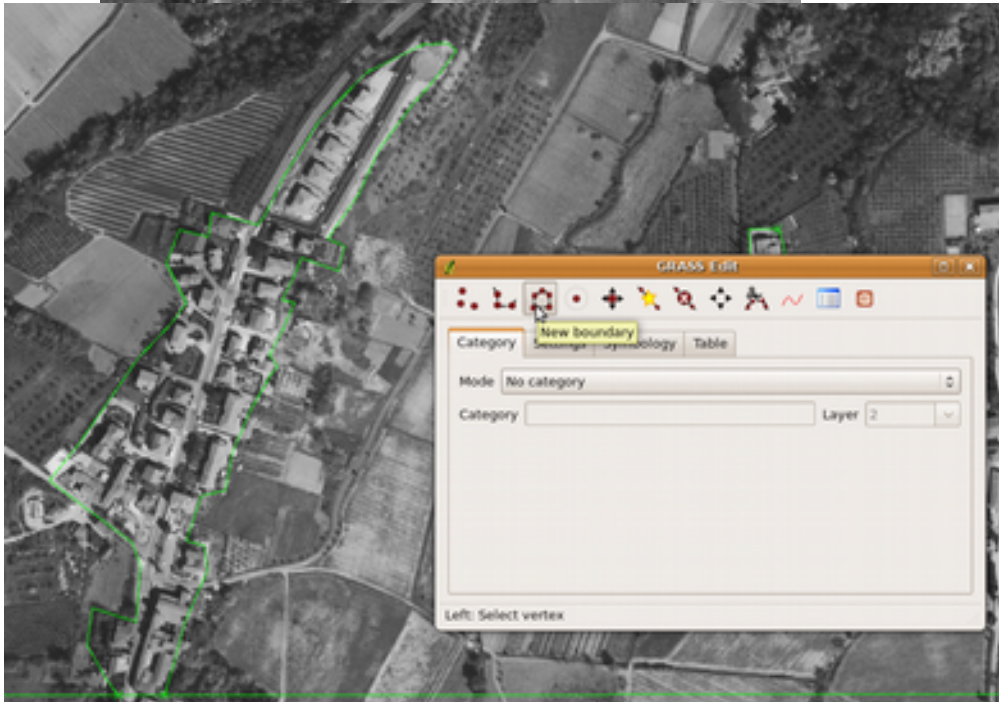 GRASS Edit
New boundary
Category Settings Symbology Table
Mode No category
Category Layer 2
Left: Select vertex